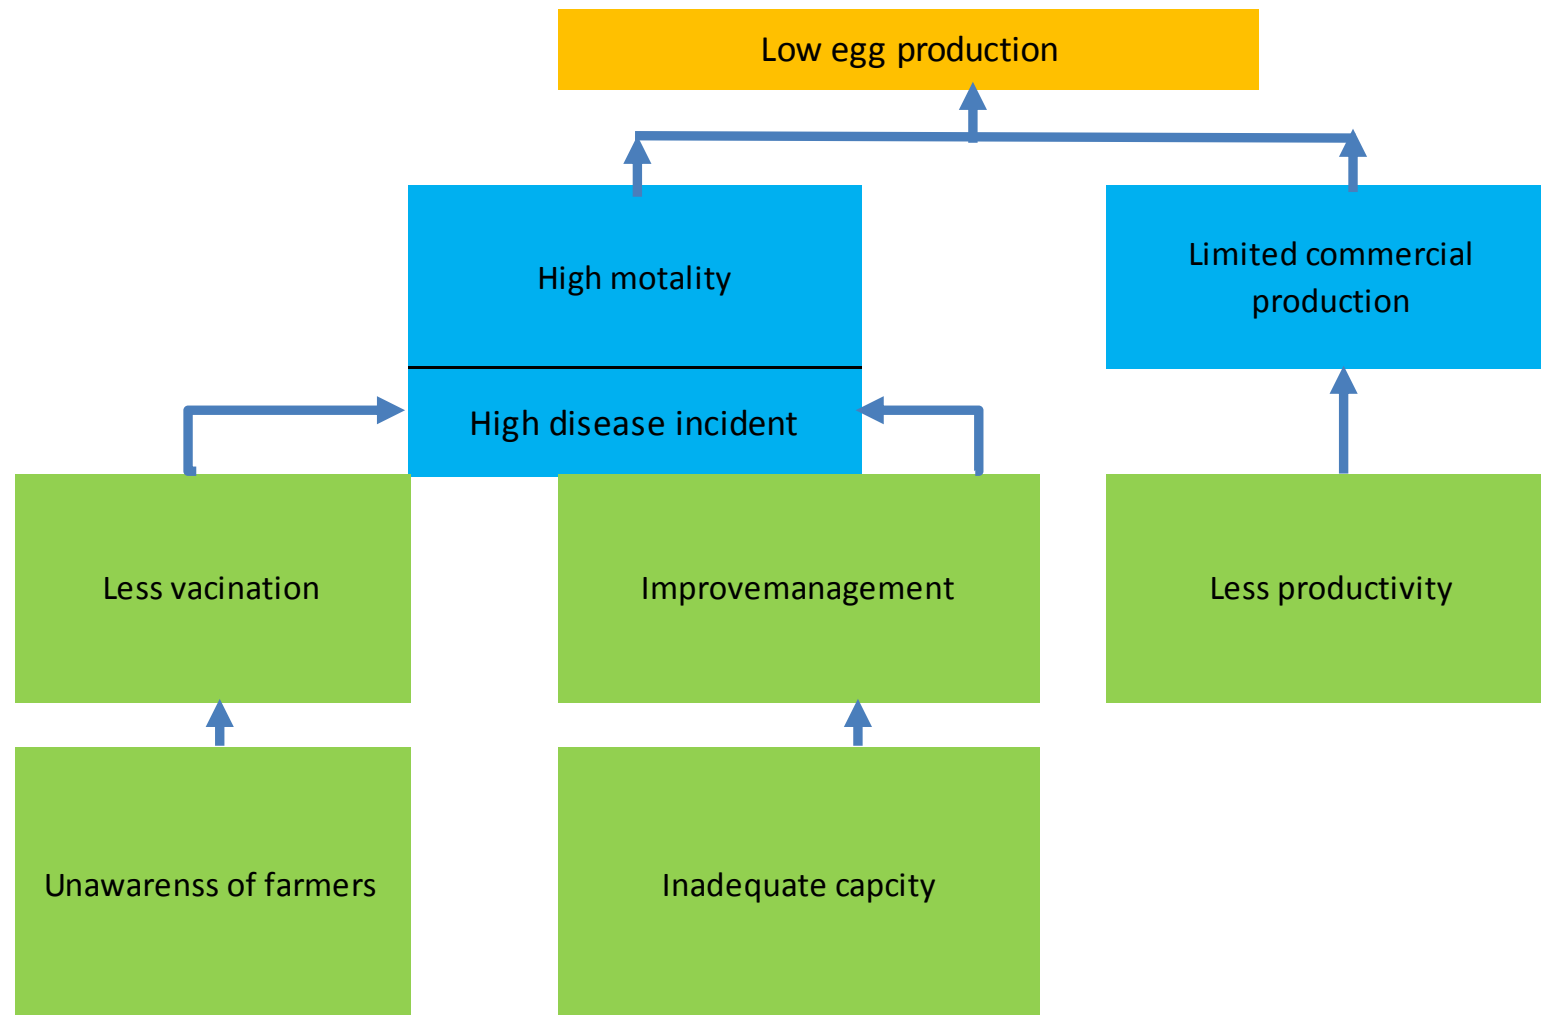 Low egg production
High motality
Limited commercial
production
High disease incident
Less vacination
Improvemanagement
Less productivity
Unawarenss of farmers
Inadequate capcity